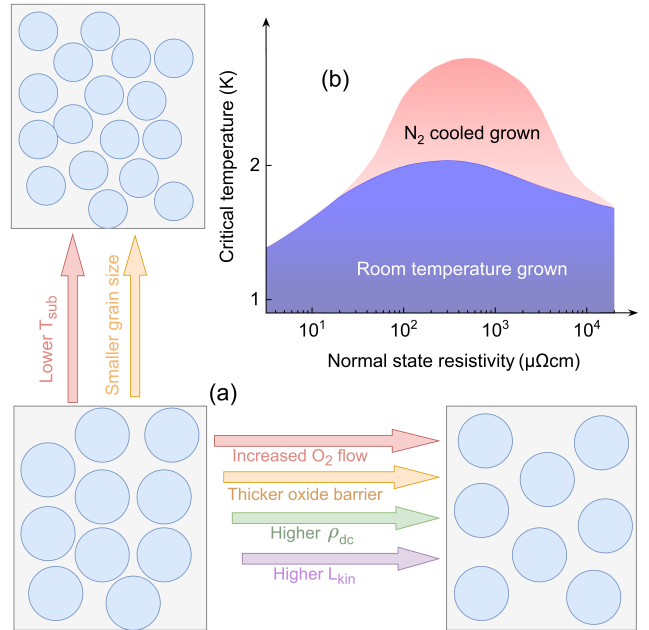 (b)
Critical temperature (K)
2
1
N₂ cooled grown
Room temperature grown
10¹ 10² 10³ 10⁴
Normal state resistivity (μΩcm)
Lower T_sub
Smaller grain size
(a)
Increased O₂ flow
Thicker oxide barrier
Higher ρ_dc
Higher L_kin